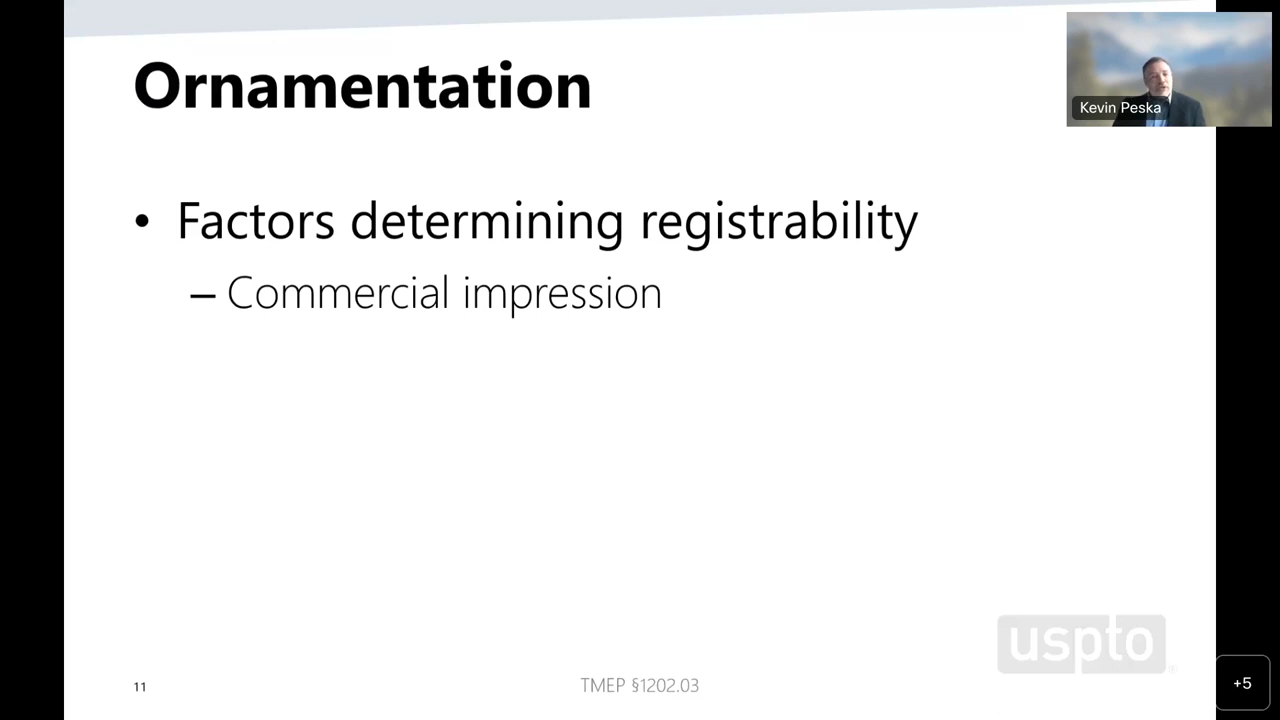 Ornamentation
Kevin Peska
• Factors determining registrability
– Commercial impression
uspto
11
TMEP §1202.03
+5